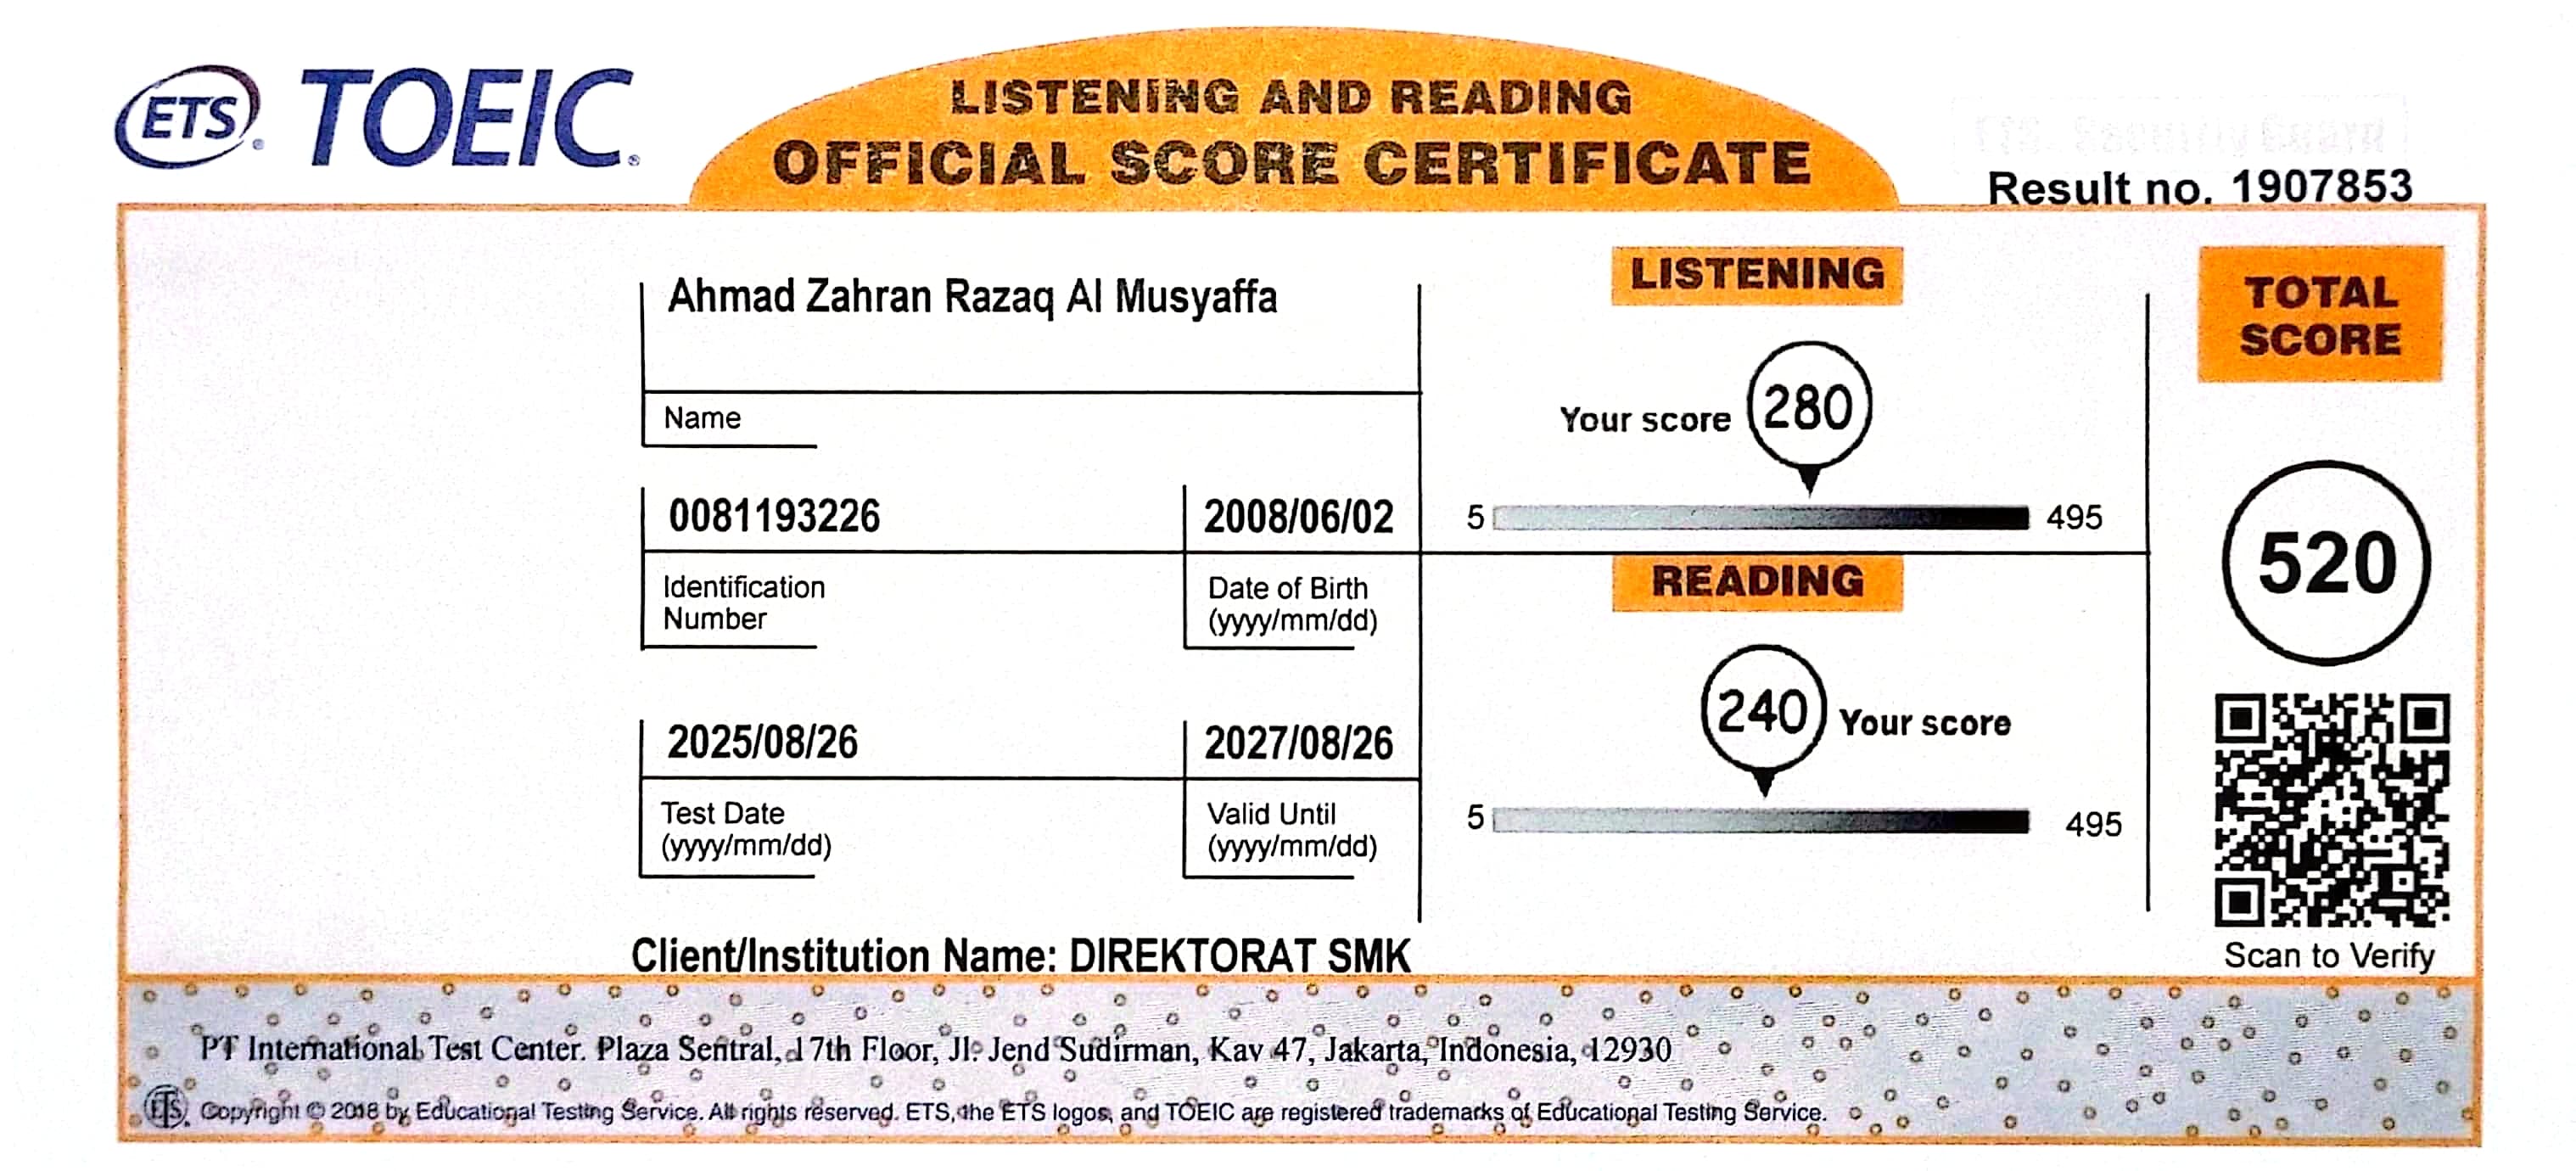 ETS® TOEIC®
LISTENING AND READING
OFFICIAL SCORE CERTIFICATE
Result no. 1907853
Ahmad Zahran Razaq Al Musyaffa
Name
0081193226
2008/06/02
Identification
Number
Date of Birth
(yyyy/mm/dd)
2025/08/26
2027/08/26
Test Date
(yyyy/mm/dd)
Valid Until
(yyyy/mm/dd)
LISTENING
Your score 280
5 495
READING
240 Your score
5 495
TOTAL
SCORE
520
Scan to Verify
Client/Institution Name: DIREKTORAT SMK
PT International Test Center. Plaza Sentral, 17th Floor, Jl. Jend Sudirman, Kav 47, Jakarta, Indonesia, 12930
ETS® Copyright © 2018 by Educational Testing Service. All rights reserved. ETS, the ETS logos, and TOEIC are registered trademarks of Educational Testing Service.